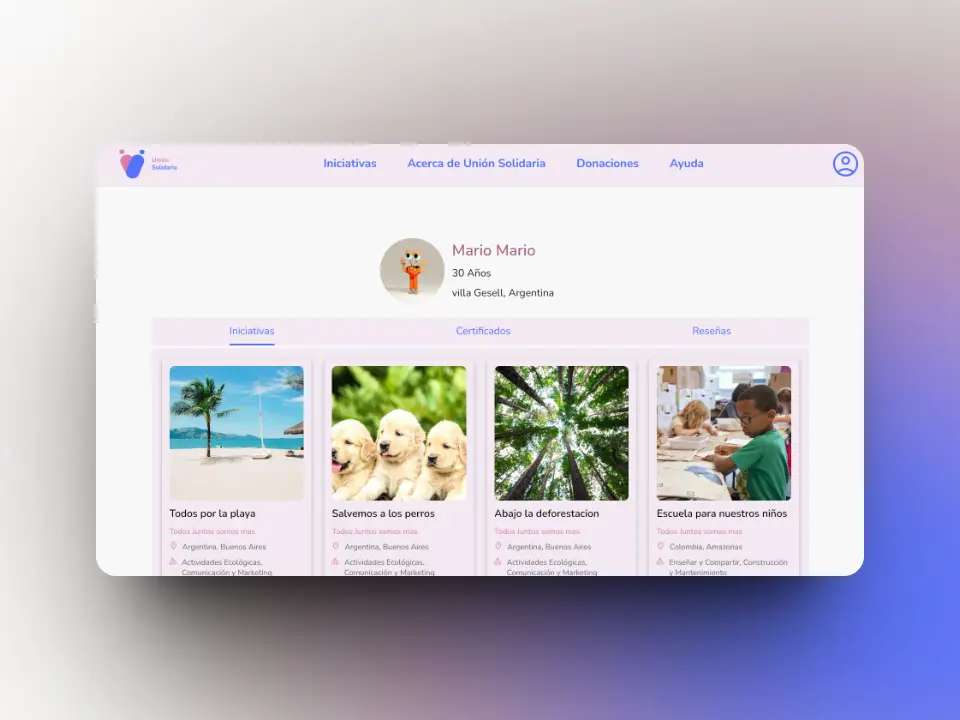 Unión
Solidaria
Iniciativas
Acerca de Unión Solidaria
Donaciones
Ayuda
Mario Mario
30 Años
villa Gesell, Argentina
Iniciativas
Certificados
Reseñas
Todos por la playa
Todos Juntos somos mas
Argentina, Buenos Aires
Actividades Ecológicas,
Comunicación y Marketing
Salvemos a los perros
Todos Juntos somos mas
Argentina, Buenos Aires
Actividades Ecológicas,
Comunicación y Marketing
Abajo la deforestacion
Todos Juntos somos mas
Argentina, Buenos Aires
Actividades Ecológicas,
Comunicación y Marketing
Escuela para nuestros niños
Todos Juntos somos mas
Colombia, Amazonas
Enseñar y Compartir, Construcción
y Mantenimiento